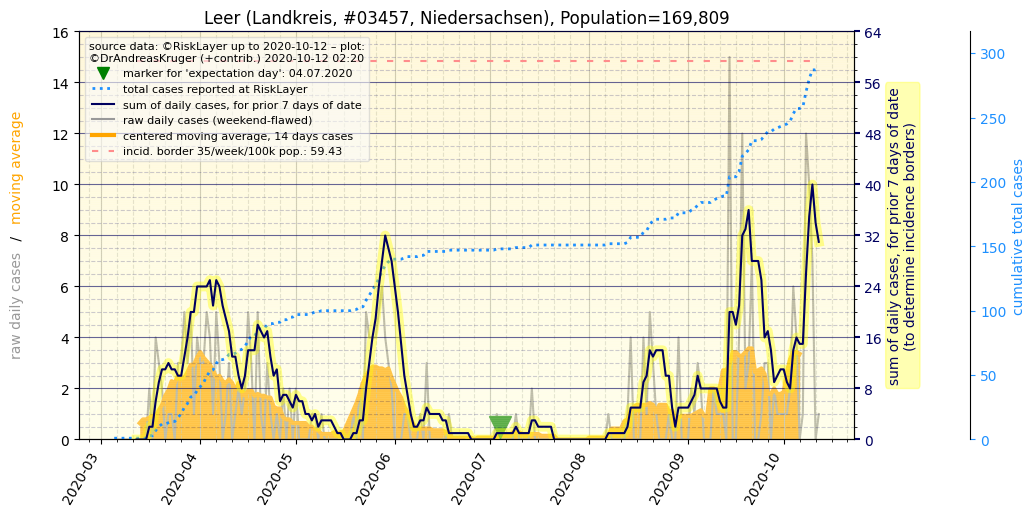 Leer (Landkreis, #03457, Niedersachsen), Population=169,809
source data: ©RiskLayer up to 2020-10-12 – plot:
©DrAndreasKruger (+contrib.) 2020-10-12 02:20
marker for 'expectation day': 04.07.2020
total cases reported at RiskLayer
sum of daily cases, for prior 7 days of date
raw daily cases (weekend-flawed)
centered moving average, 14 days cases
incid. border 35/week/100k pop.: 59.43
raw daily cases / moving average
16
14
12
10
8
6
4
2
0
64
56
48
40
32
24
16
8
0
sum of daily cases, for prior 7 days of date
(to determine incidence borders)
300
250
200
150
100
50
0
cumulative total cases
2020-03
2020-04
2020-05
2020-06
2020-07
2020-08
2020-09
2020-10